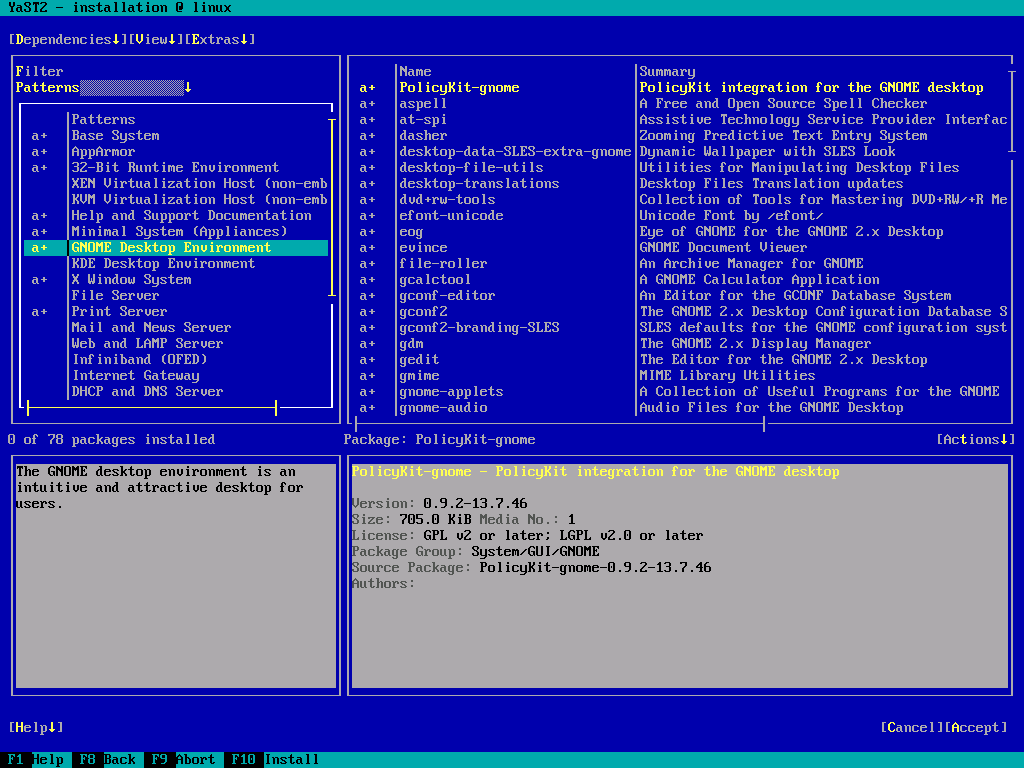 YaST2 - installation @ linux
[Dependencies↓][View↓][Extras↓]
Filter
Patterns ↓
Patterns
a+ Base System
a+ AppArmor
a+ 32-Bit Runtime Environment
XEN Virtualization Host (non-emb
KVM Virtualization Host (non-emb
a+ Help and Support Documentation
a+ Minimal System (Appliances)
a+ GNOME Desktop Environment
KDE Desktop Environment
a+ X Window System
File Server
a+ Print Server
Mail and News Server
Web and LAMP Server
Infiniband (OFED)
Internet Gateway
DHCP and DNS Server
Name Summary
a+ PolicyKit-gnome PolicyKit integration for the GNOME desktop
a+ aspell A Free and Open Source Spell Checker
a+ at-spi Assistive Technology Service Provider Interfac
a+ dasher Zooming Predictive Text Entry System
a+ desktop-data-SLES-extra-gnome Dynamic Wallpaper with SLES Look
a+ desktop-file-utils Utilities for Manipulating Desktop Files
a+ desktop-translations Desktop Files Translation updates
a+ dvd+rw-tools Collection of Tools for Mastering DVD+RW/+R Me
a+ efont-unicode Unicode Font by /efont/
a+ eog Eye of GNOME for the GNOME 2.x Desktop
a+ evince GNOME Document Viewer
a+ file-roller An Archive Manager for GNOME
a+ gcalctool A GNOME Calculator Application
a+ gconf-editor An Editor for the GCONF Database System
a+ gconf2 The GNOME 2.x Desktop Configuration Database S
a+ gconf2-branding-SLES SLES defaults for the GNOME configuration syst
a+ gdm The GNOME 2.x Display Manager
a+ gedit The Editor for the GNOME 2.x Desktop
a+ gmime MIME Library Utilities
a+ gnome-applets A Collection of Useful Programs for the GNOME
a+ gnome-audio Audio Files for the GNOME Desktop
0 of 78 packages installed
Package: PolicyKit-gnome [Actions↓]
The GNOME desktop environment is an
intuitive and attractive desktop for
users.
PolicyKit-gnome - PolicyKit integration for the GNOME desktop
Version: 0.9.2-13.7.46
Size: 705.0 KiB Media No.: 1
License: GPL v2 or later; LGPL v2.0 or later
Package Group: System/GUI/GNOME
Source Package: PolicyKit-gnome-0.9.2-13.7.46
Authors:
[Help↓] [Cancel][Accept]
F1 Help F8 Back F9 Abort F10 Install